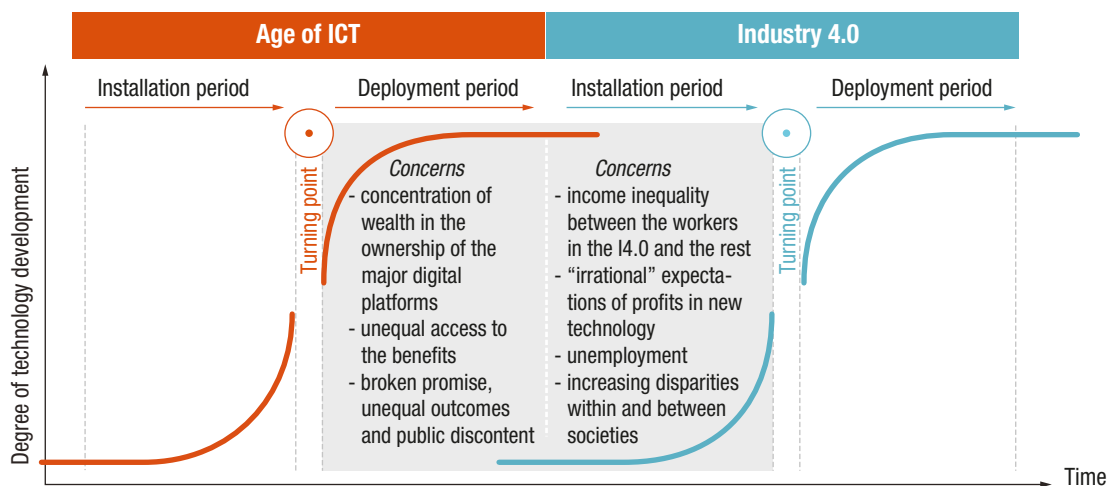 Age of ICT
Industry 4.0
Installation period
Deployment period
Installation period
Deployment period
Degree of technology development
Turning point
Concerns
- concentration of
wealth in the
ownership of the
major digital
platforms
- unequal access to
the benefits
- broken promise,
unequal outcomes
and public discontent
Concerns
- income inequality
between the workers
in the I4.0 and the rest
- “irrational” expecta-
tions of profits in new
technology
- unemployment
- increasing disparities
within and between
societies
Turning point
Time